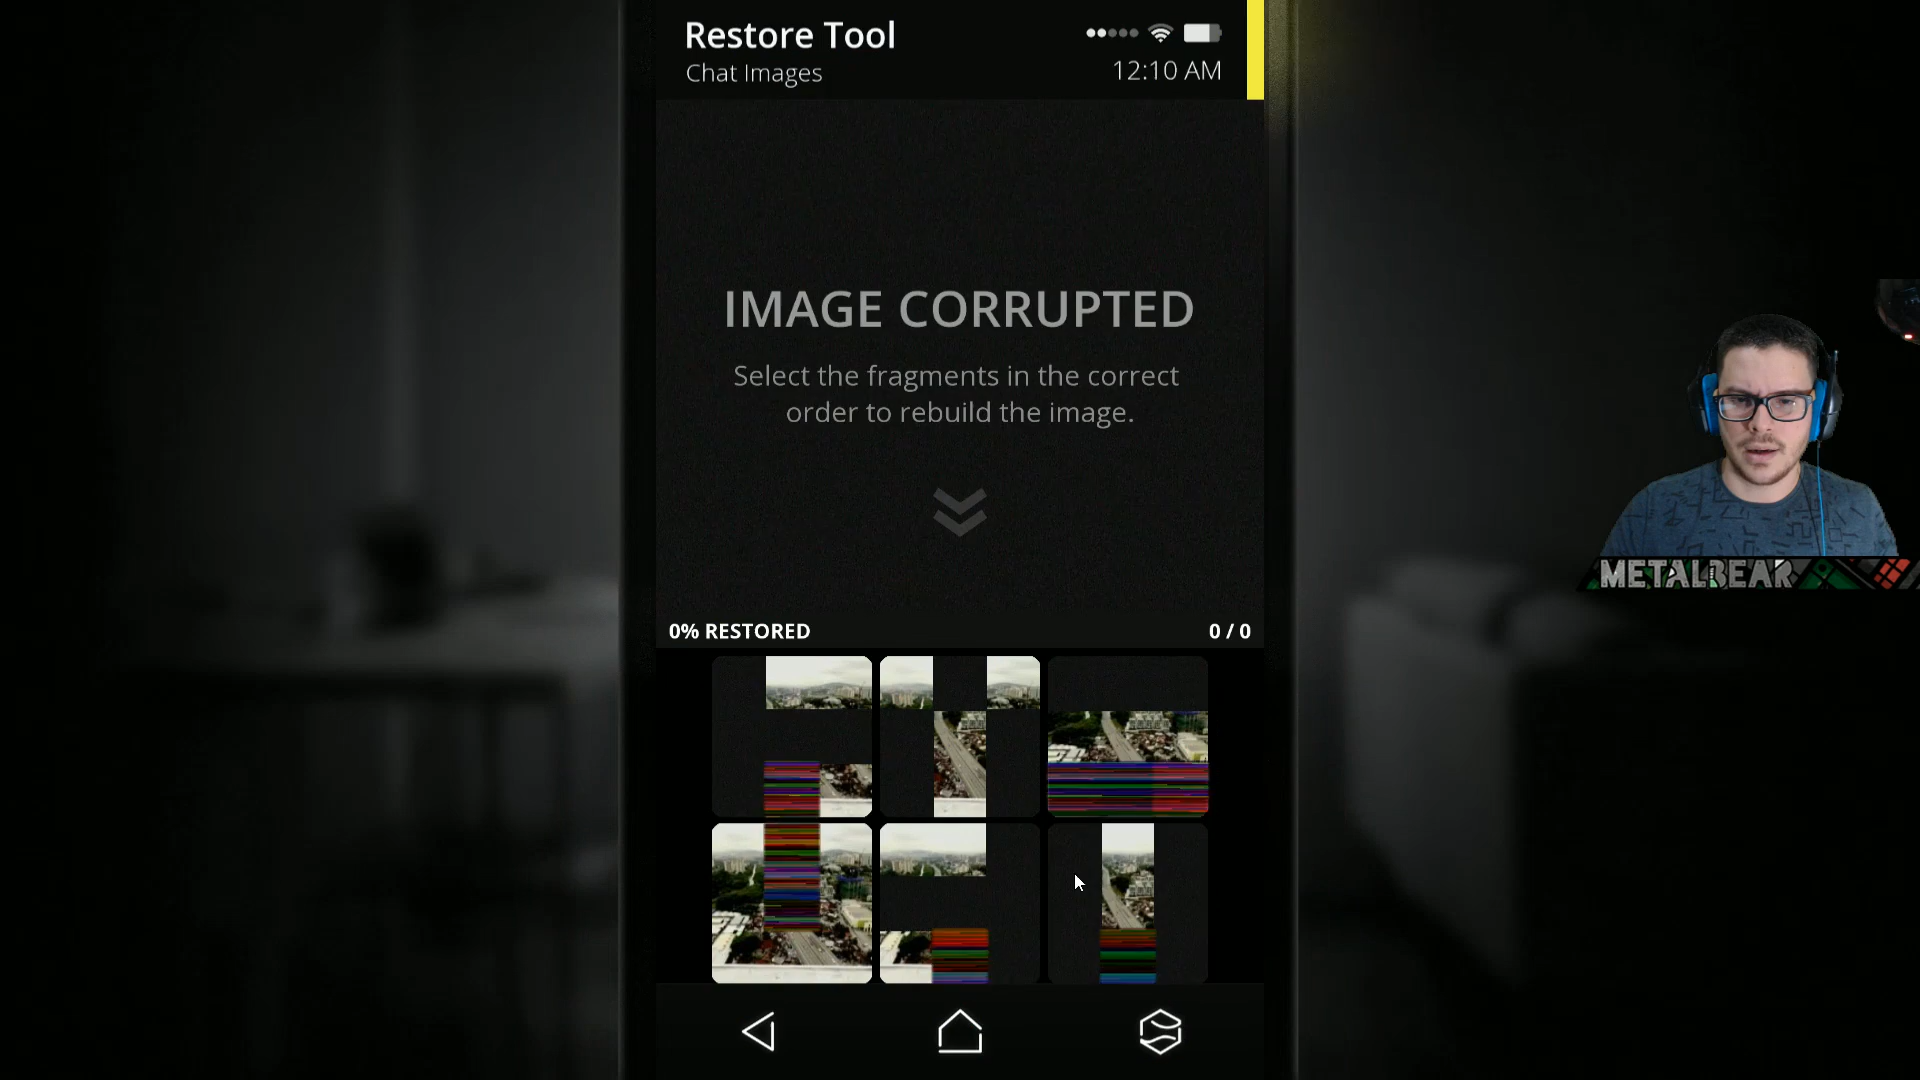 Restore Tool
Chat Images
12:10 AM
IMAGE CORRUPTED
Select the fragments in the correct
order to rebuild the image.
0% RESTORED
0 / 0
METALBEAR